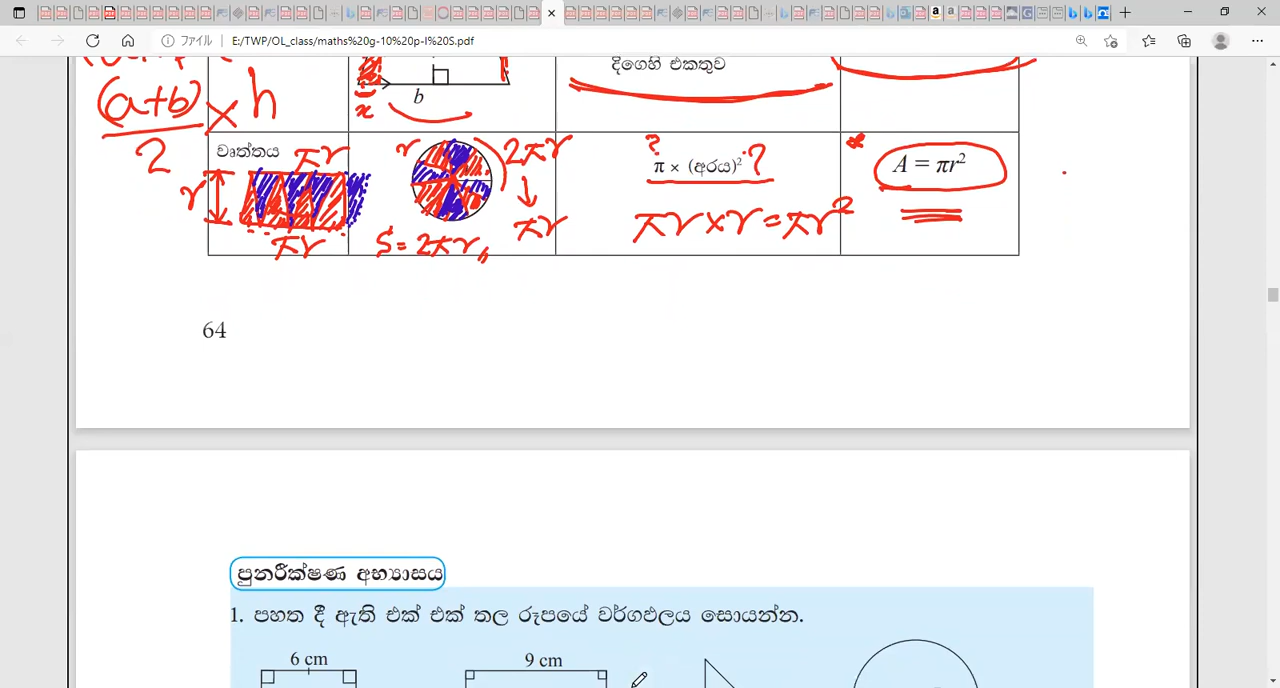 ファイル E:/TWP/OL_class/maths%20g-10%20p-I%20S.pdf
දිගෙහි එකතුව
b
x
(a+b)/2 × h
වෘත්තය
πr
r
πr
r
2πr
πr
S = 2πr
? π × (අරය)² ?
πr × r = πr²
* A = πr²
64
පුනරීක්ෂණ අභ්‍යාසය
1. පහත දී ඇති එක් එක් තල රූපයේ වර්ගඵලය සොයන්න.
6 cm
9 cm